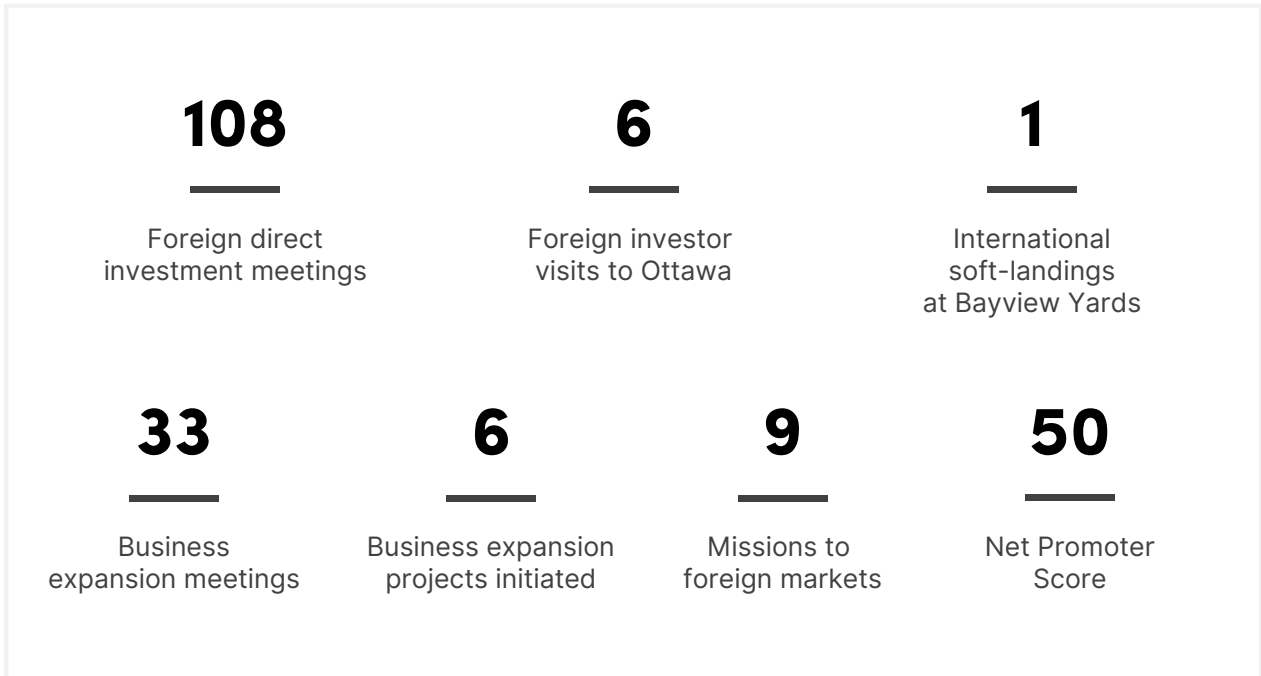 108
Foreign direct
investment meetings
6
Foreign investor
visits to Ottawa
1
International
soft-landings
at Bayview Yards
33
Business
expansion meetings
6
Business expansion
projects initiated
9
Missions to
foreign markets
50
Net Promoter
Score